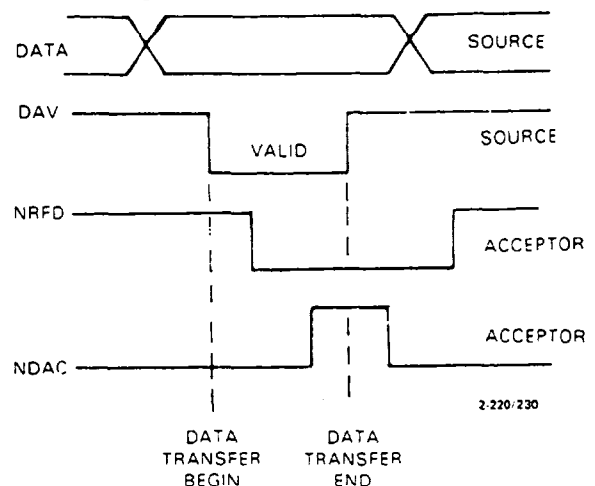 DATA
SOURCE
DAV
VALID
SOURCE
NRFD
ACCEPTOR
NDAC
ACCEPTOR
2-220/230
DATA
TRANSFER
BEGIN
DATA
TRANSFER
END